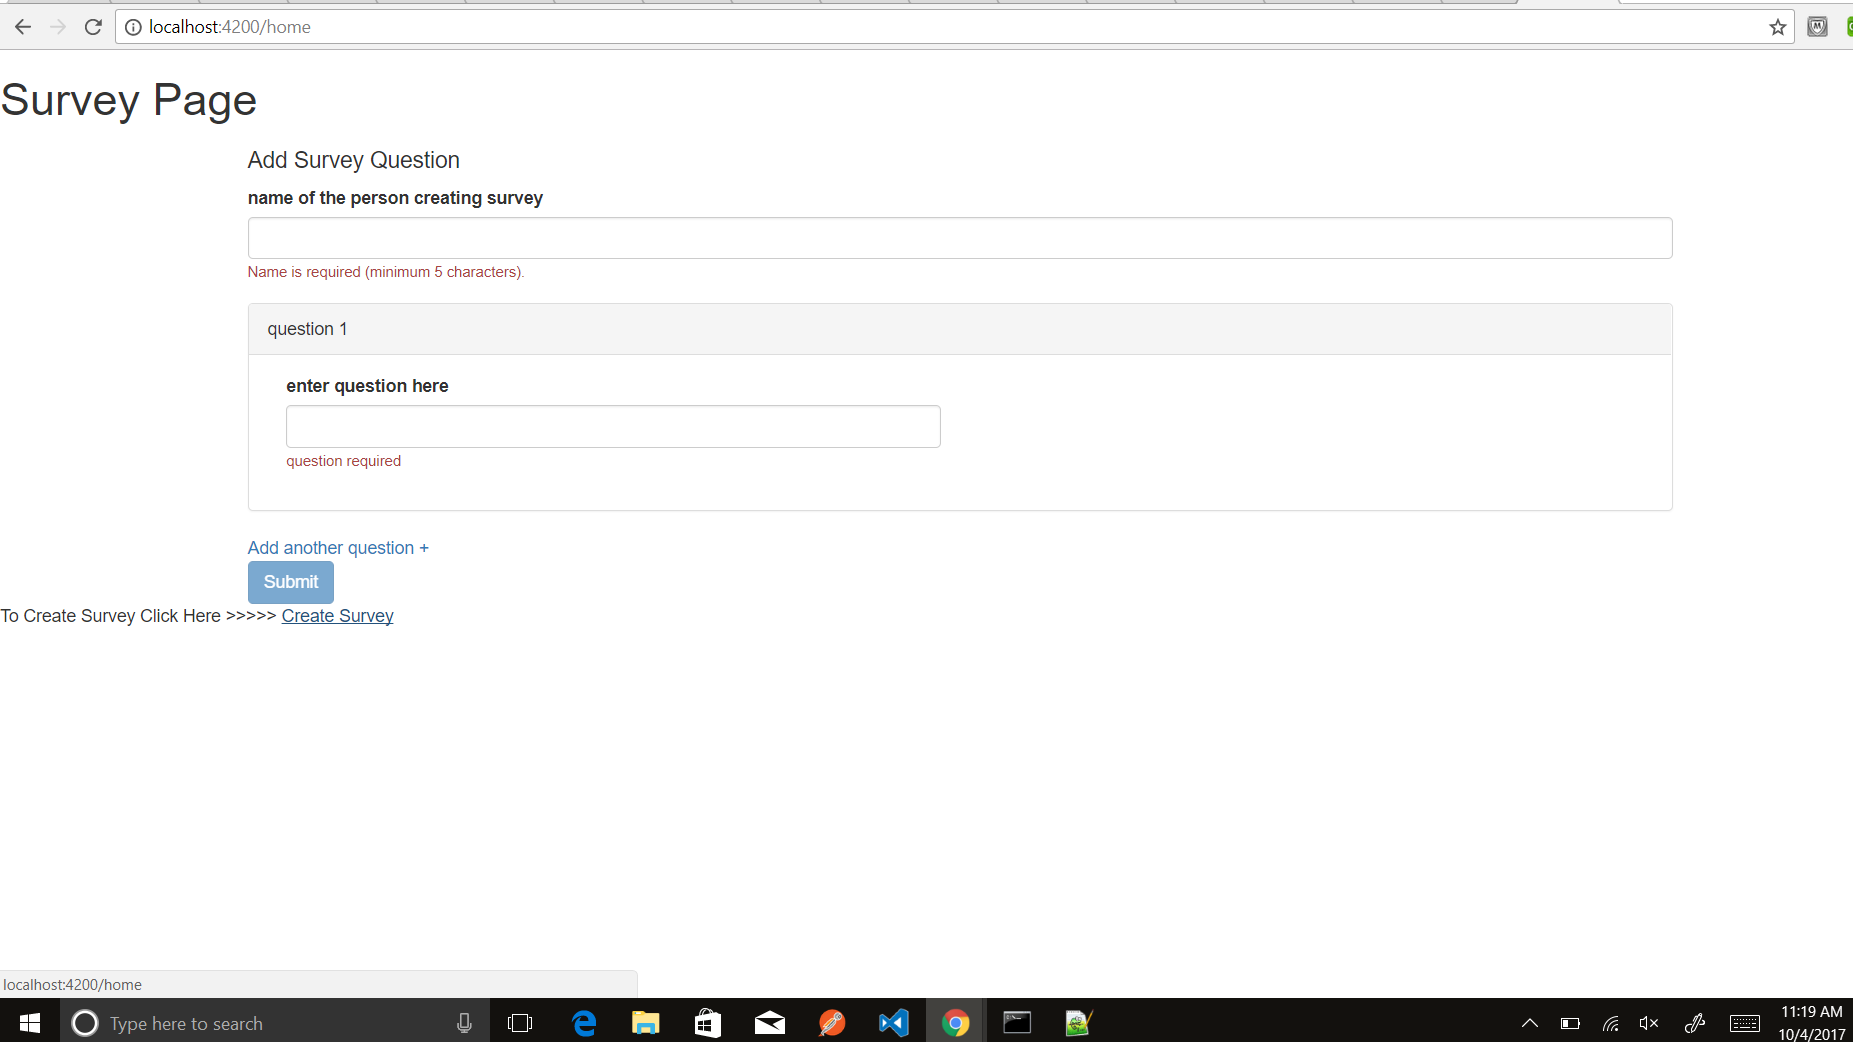 localhost:4200/home
Survey Page
Add Survey Question
name of the person creating survey
Name is required (minimum 5 characters).
question 1
enter question here
question required
Add another question +
Submit
To Create Survey Click Here >>>>> Create Survey
localhost:4200/home
Type here to search
11:19 AM
10/4/2017